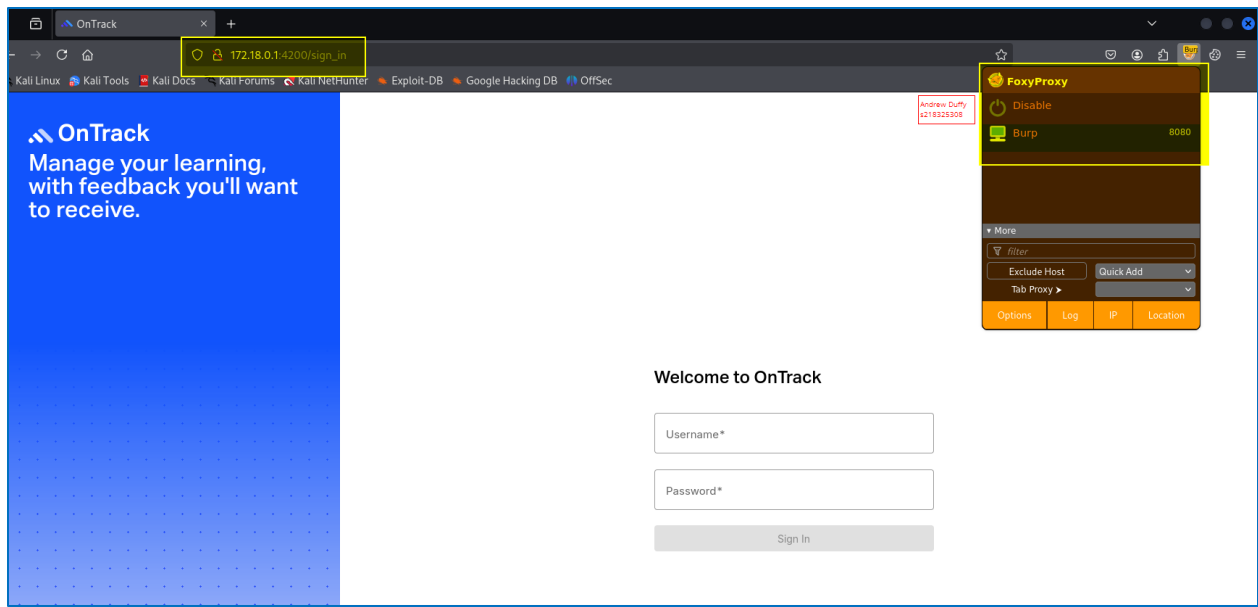 OnTrack
172.18.0.1:4200/sign_in
Burp
Kali Linux Kali Tools Kali Docs Kali Forums Kali NetHunter Exploit-DB Google Hacking DB OffSec
FoxyProxy
Andrew Duffy
s218325308
Disable
Burp 8080
OnTrack
Manage your learning,
with feedback you'll want
to receive.
More
filter
Exclude Host Quick Add
Tab Proxy
Options Log IP Location
Welcome to OnTrack
Username*
Password*
Sign In